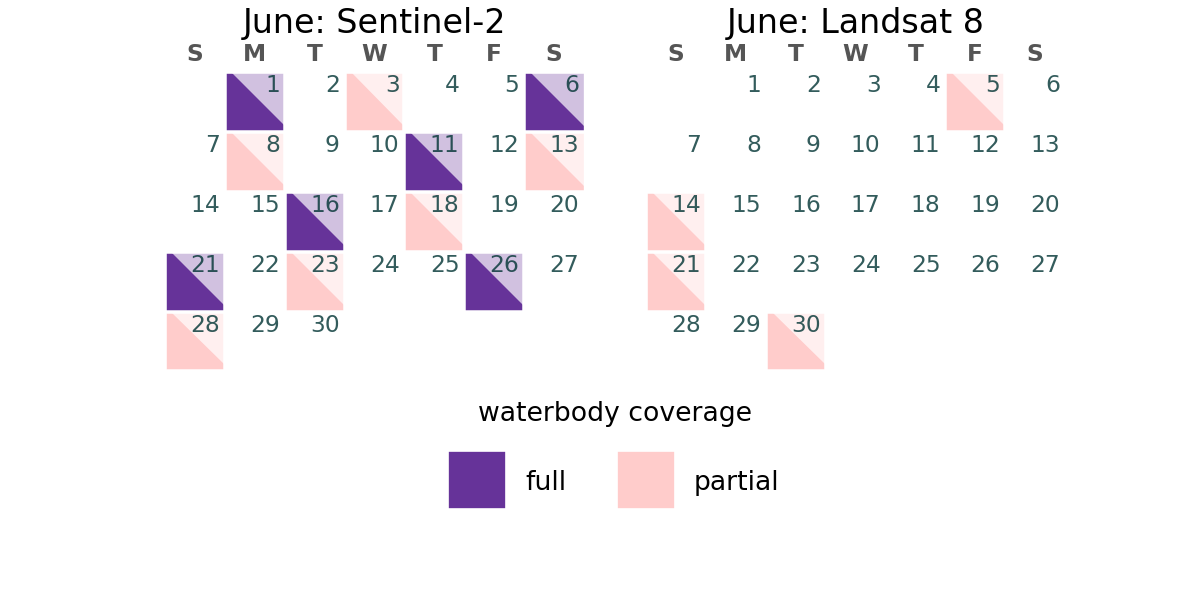 June: Sentinel-2
S M T W T F S
1 2 3 4 5 6
7 8 9 10 11 12 13
14 15 16 17 18 19 20
21 22 23 24 25 26 27
28 29 30
June: Landsat 8
S M T W T F S
1 2 3 4 5 6
7 8 9 10 11 12 13
14 15 16 17 18 19 20
21 22 23 24 25 26 27
28 29 30
waterbody coverage
full partial